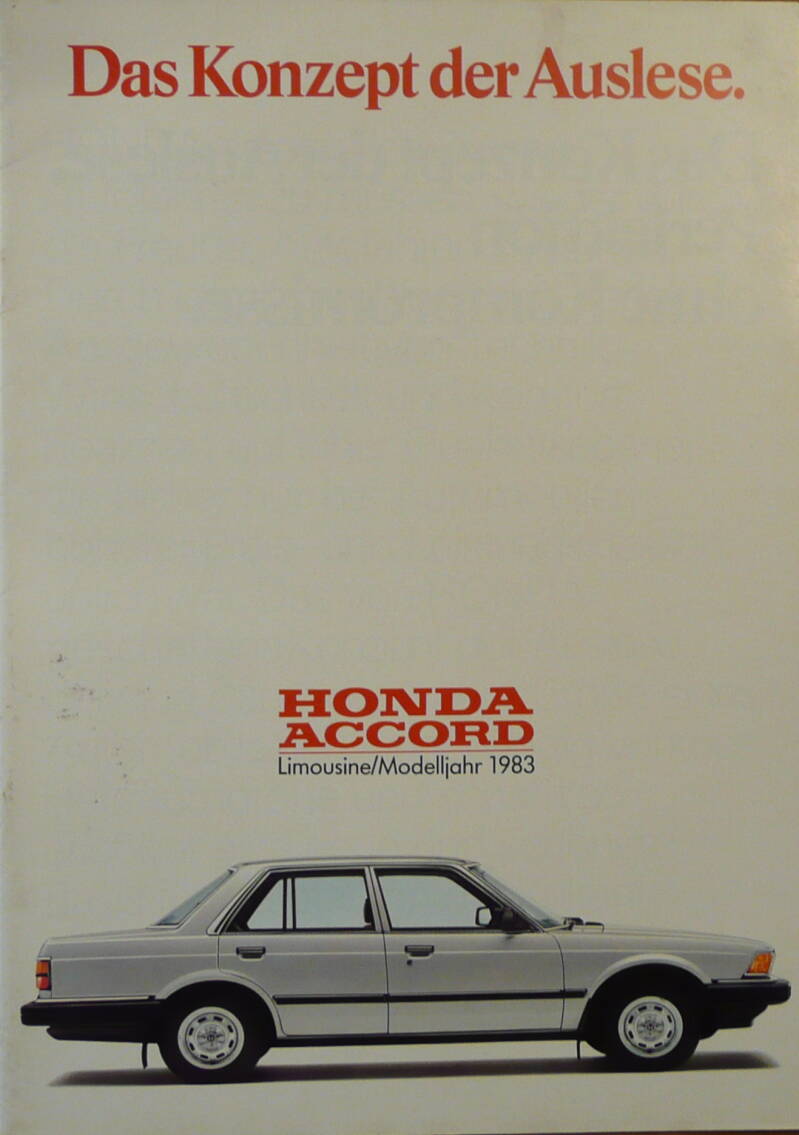 Das Konzept der Auslese.
HONDA
ACCORD
Limousine/Modelljahr 1983